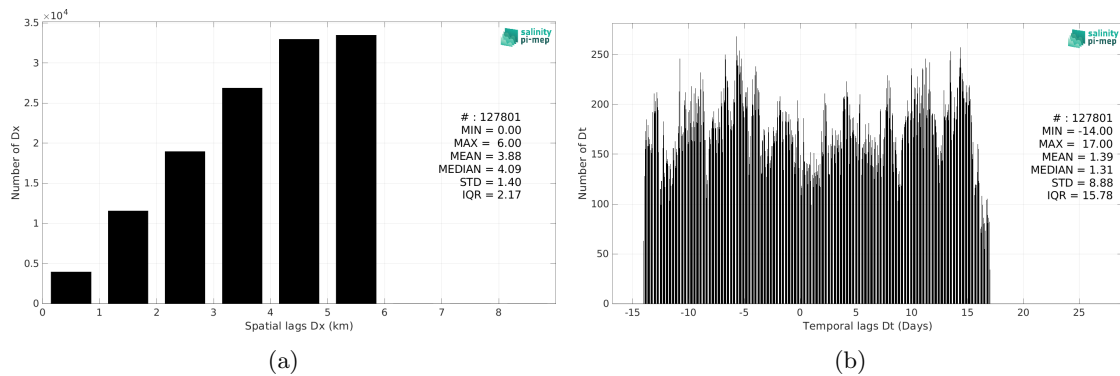 ×10⁴
3.5
3
2.5
2
1.5
1
0.5
0
Number of Dx
0 1 2 3 4 5 6 7 8
Spatial lags Dx (km)
salinity
pi-mep
# : 127801
MIN = 0.00
MAX = 6.00
MEAN = 3.88
MEDIAN = 4.09
STD = 1.40
IQR = 2.17
(a)
250
200
150
100
50
0
Number of Dt
-15 -10 -5 0 5 10 15 20 25
Temporal lags Dt (Days)
salinity
pi-mep
# : 127801
MIN = -14.00
MAX = 17.00
MEAN = 1.39
MEDIAN = 1.31
STD = 8.88
IQR = 15.78
(b)